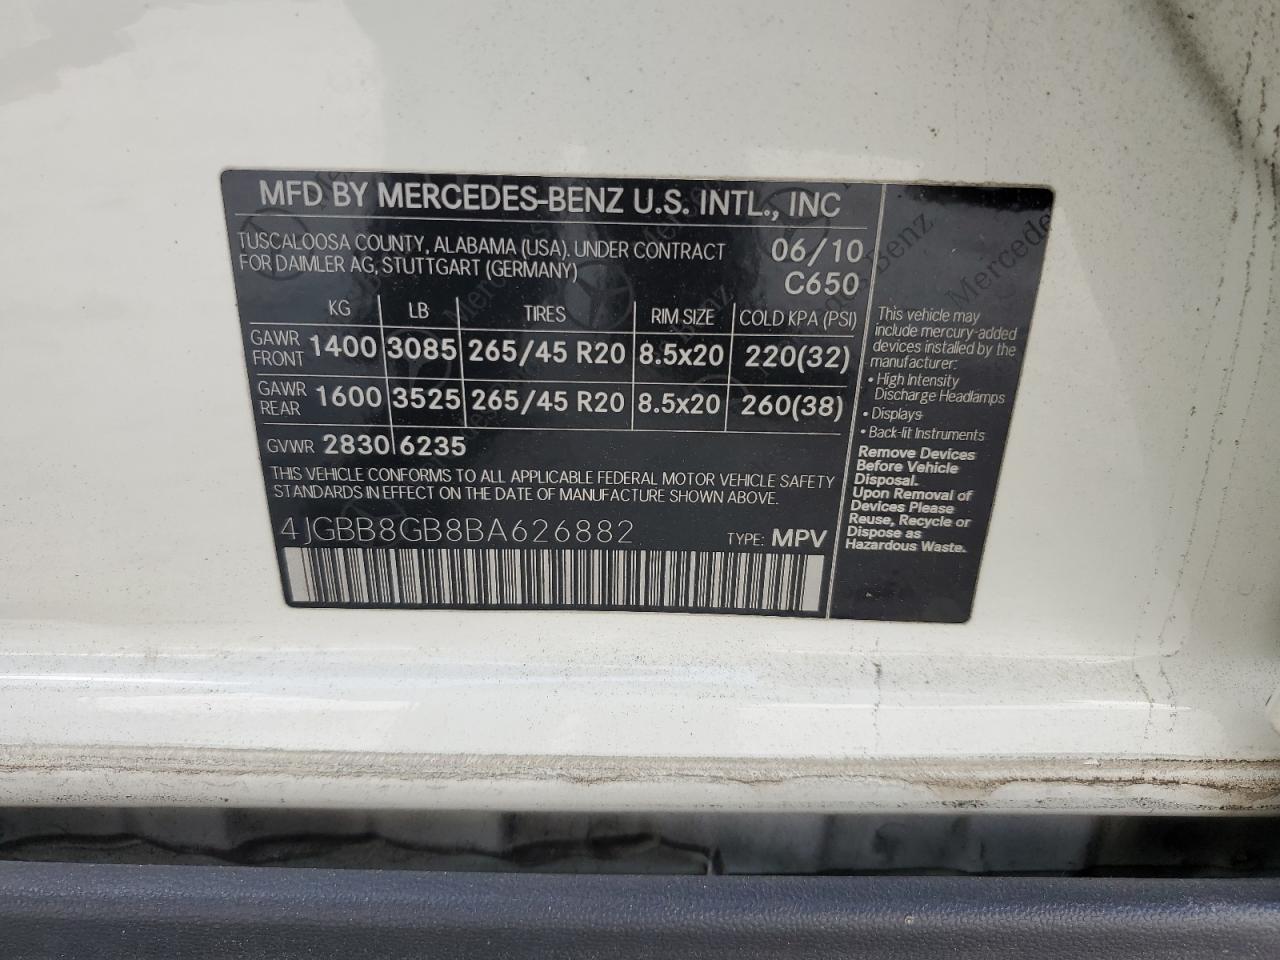 MFD BY MERCEDES-BENZ U.S. INTL., INC
TUSCALOOSA COUNTY, ALABAMA (USA). UNDER CONTRACT 06/10
FOR DAIMLER AG, STUTTGART (GERMANY) C650
KG LB TIRES RIM SIZE COLD KPA (PSI)
GAWR FRONT 1400 3085 265/45 R20 8.5x20 220(32)
GAWR REAR 1600 3525 265/45 R20 8.5x20 260(38)
GVWR 2830 6235
THIS VEHICLE CONFORMS TO ALL APPLICABLE FEDERAL MOTOR VEHICLE SAFETY
STANDARDS IN EFFECT ON THE DATE OF MANUFACTURE SHOWN ABOVE.
4JGBB8GB8BA626882 TYPE: MPV
This vehicle may
include mercury-added
devices installed by the
manufacturer:
• High Intensity
Discharge Headlamps
• Displays
• Back-lit Instruments
Remove Devices
Before Vehicle
Disposal.
Upon Removal of
Devices Please
Reuse, Recycle or
Dispose as
Hazardous Waste.